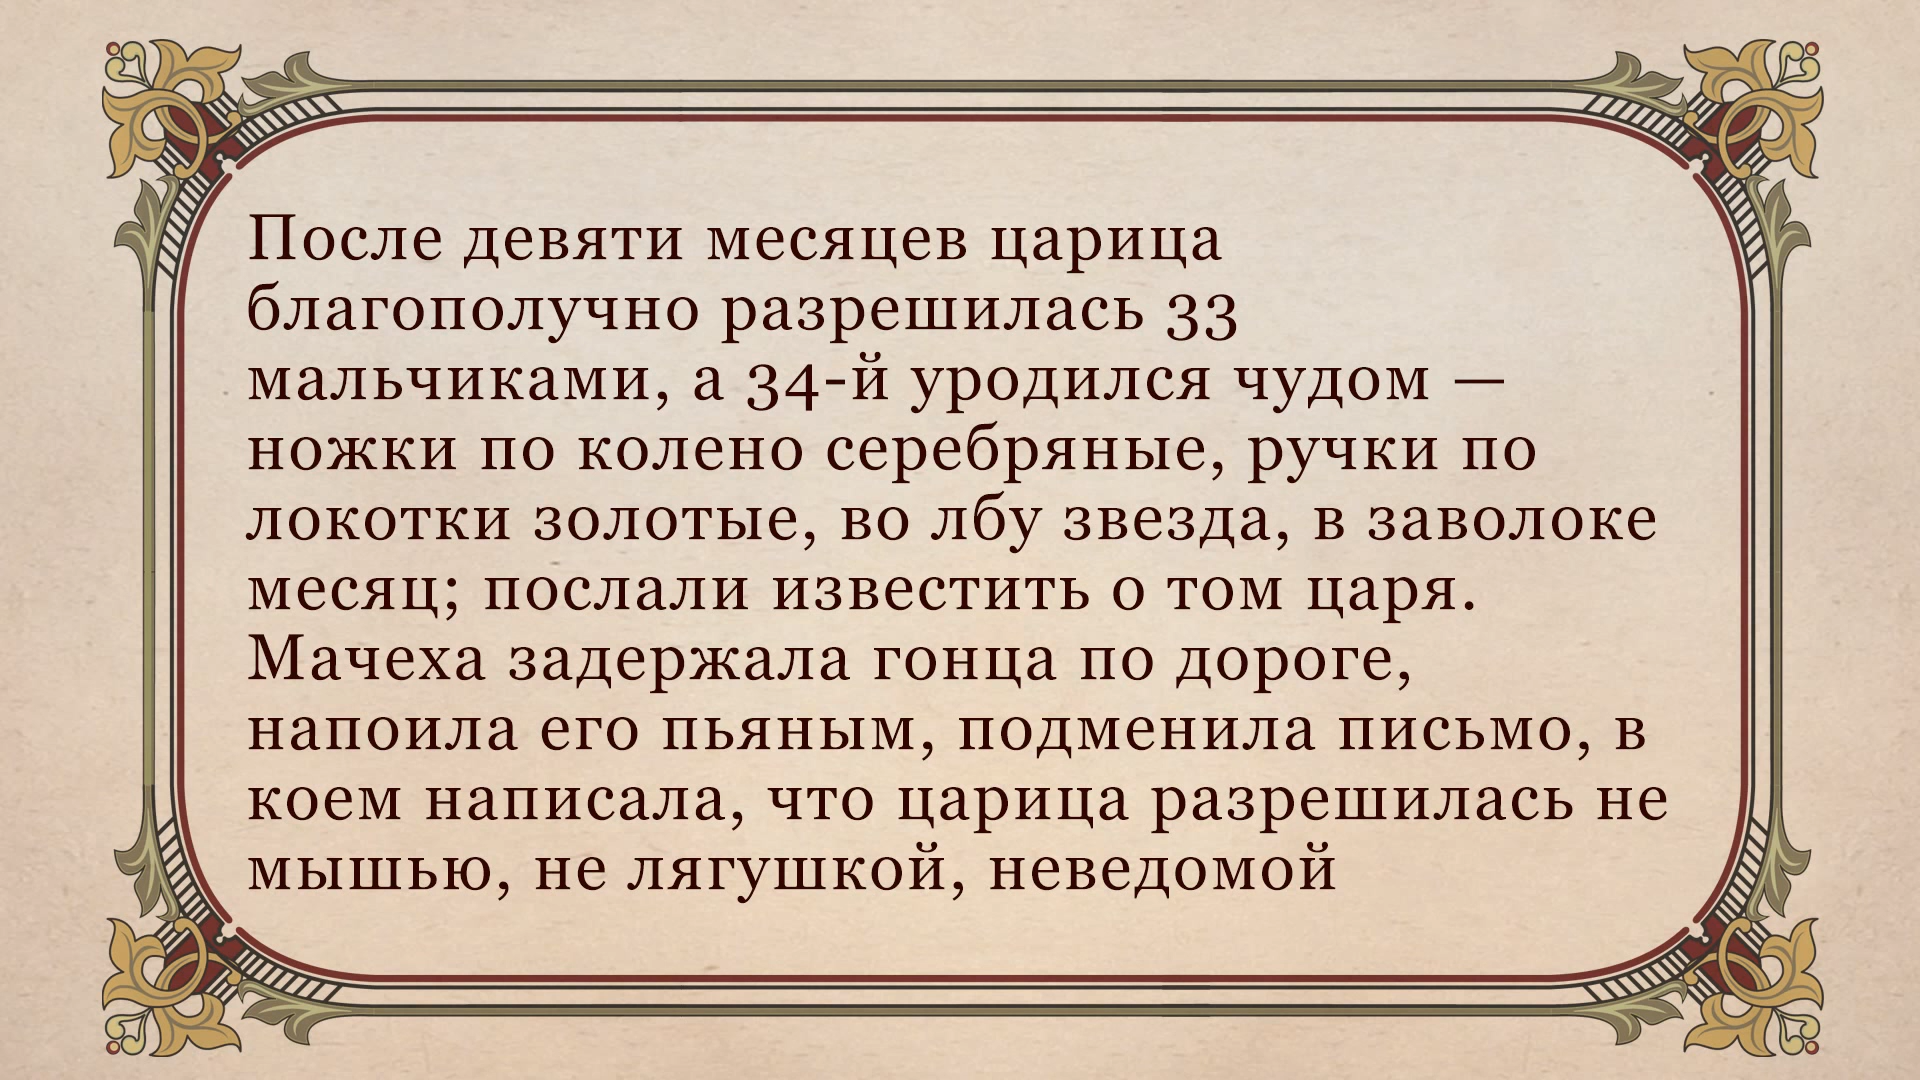 После девяти месяцев царица
благополучно разрешилась 33
мальчиками, а 34-й уродился чудом —
ножки по колено серебряные, ручки по
локотки золотые, во лбу звезда, в заволоке
месяц; послали известить о том царя.
Мачеха задержала гонца по дороге,
напоила его пьяным, подменила письмо, в
коем написала, что царица разрешилась не
мышью, не лягушкой, неведомой